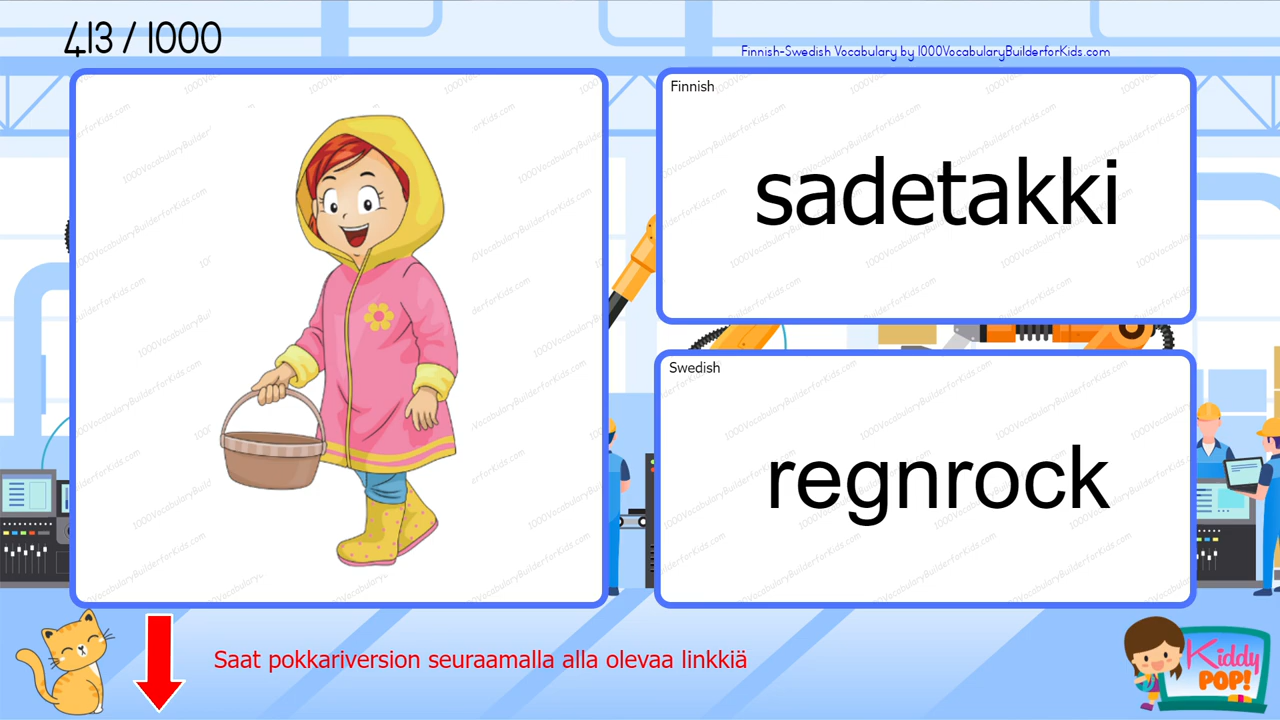 413 / 1000
Finnish-Swedish Vocabulary by 1000VocabularyBuilderforKids.com
Finnish
sadetakki
Swedish
regnrock
Saat pokkariversion seuraamalla alla olevaa linkkiä
Kiddy
POP!